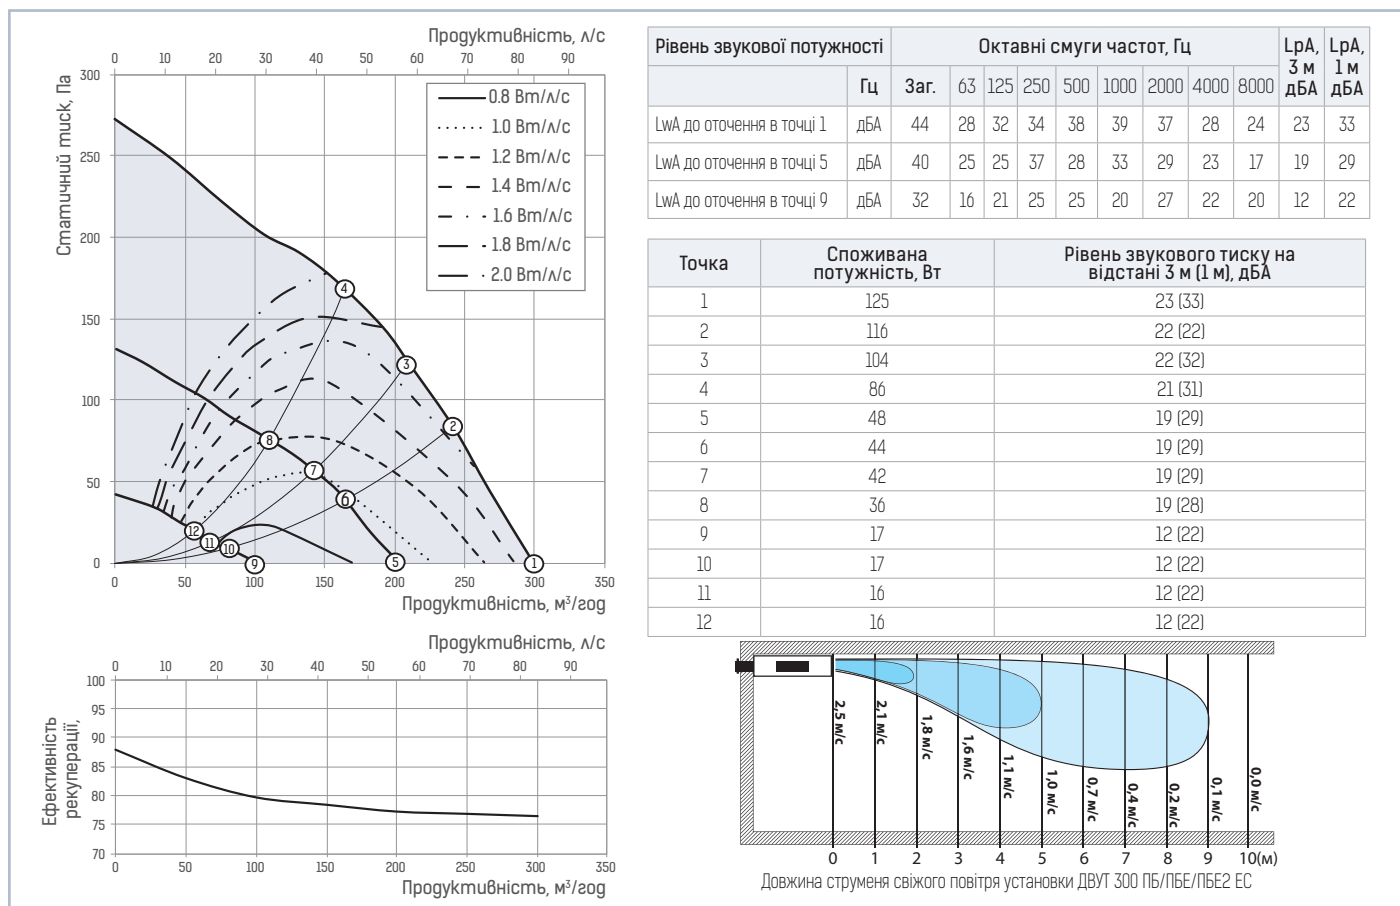 Продуктивність, л/с
0 10 20 30 40 50 60 70 80 90
Статичний тиск, Па
300
250
200
150
100
50
0
0.8 Вт/л/с
1.0 Вт/л/с
1.2 Вт/л/с
1.4 Вт/л/с
1.6 Вт/л/с
1.8 Вт/л/с
2.0 Вт/л/с
4
3
2
8
7
6
12
11
10
9
5
1
0 50 100 150 200 250 300 350
Продуктивність, м³/год
Продуктивність, л/с
0 10 20 30 40 50 60 70 80 90
Ефективність
рекуперації,
100
95
90
85
80
75
70
0 50 100 150 200 250 300 350
Продуктивність, м³/год
Рівень звукової потужності Октавні смуги частот, Гц LpA, 3 м дБА LpA, 1 м дБА
Гц Заг. 63 125 250 500 1000 2000 4000 8000
LwA до оточення в точці 1 дБА 44 28 32 34 38 39 37 28 24 23 33
LwA до оточення в точці 5 дБА 40 25 25 37 28 33 29 23 17 19 29
LwA до оточення в точці 9 дБА 32 16 21 25 25 20 27 22 20 12 22
Точка Споживана потужність, Вт Рівень звукового тиску на відстані 3 м (1 м), дБА
1 125 23 (33)
2 116 22 (22)
3 104 22 (32)
4 86 21 (31)
5 48 19 (29)
6 44 19 (29)
7 42 19 (29)
8 36 19 (28)
9 17 12 (22)
10 17 12 (22)
11 16 12 (22)
12 16 12 (22)
2,5 м/с
2,1 м/с
1,8 м/с
1,6 м/с
1,1 м/с
1,0 м/с
0,7 м/с
0,4 м/с
0,2 м/с
0,1 м/с
0,0 м/с
0 1 2 3 4 5 6 7 8 9 10(м)
Довжина струменя свіжого повітря установки ДВУТ 300 ПБ/ПБЕ/ПБЕ2 ЕС